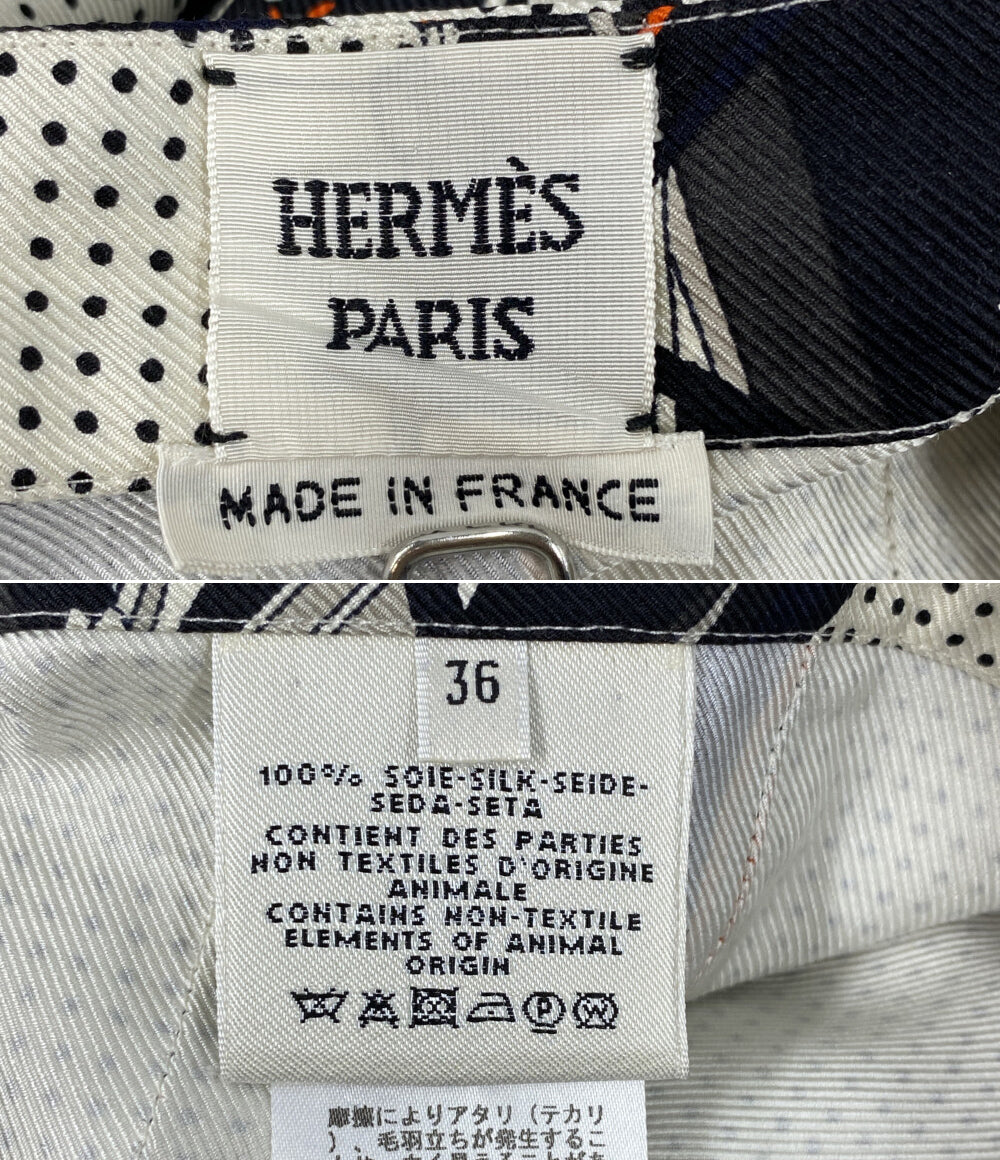 HERMÈS
PARIS
MADE IN FRANCE
36
100% SOIE-SILK-SEIDE-
SEDA-SETA
CONTIENT DES PARTIES
NON TEXTILES D'ORIGINE
ANIMALE
CONTAINS NON-TEXTILE
ELEMENTS OF ANIMAL
ORIGIN
P W
摩擦によりアタリ(テカリ
)、毛羽立ちが発生するこ